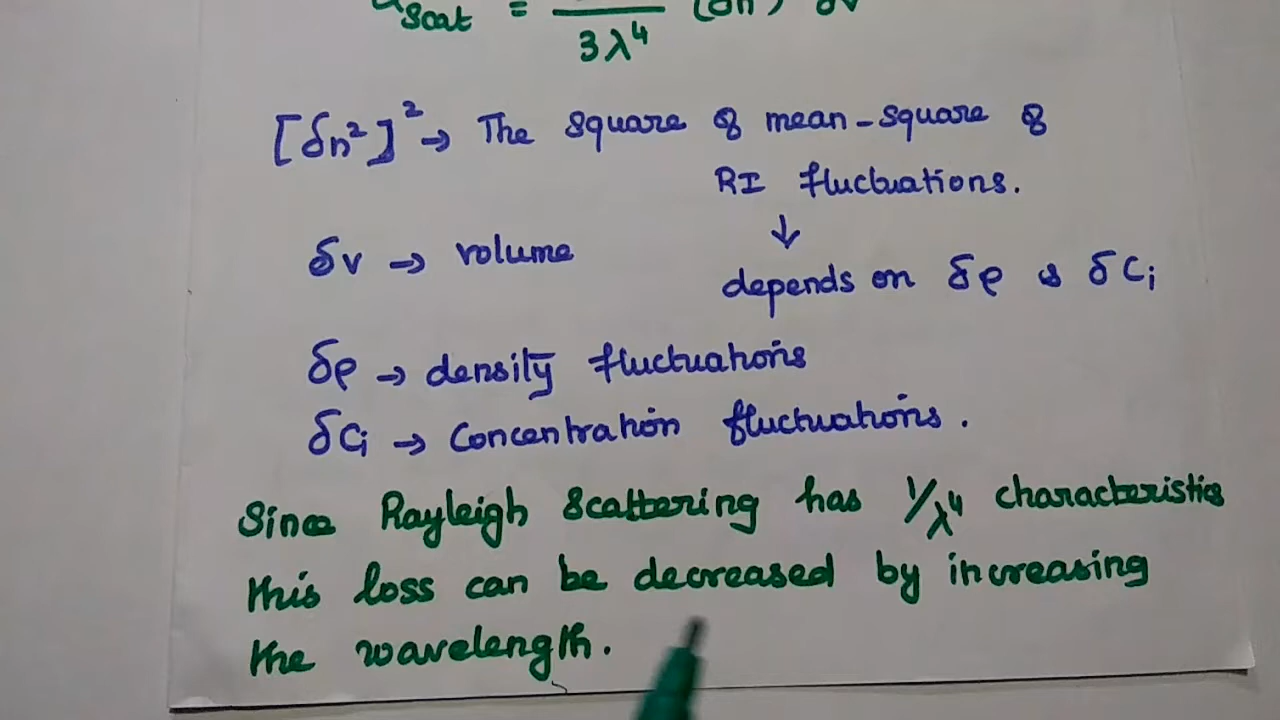 scat =
3λ⁴
[δn²]² → The square of mean-square of
RI fluctuations.
↓
δv → volume
depends on δρ & δCi
δρ → density fluctuations
δCi → Concentration fluctuations.
Since Rayleigh Scattering has 1/λ⁴ characteristics
this loss can be decreased by increasing
the wavelength.